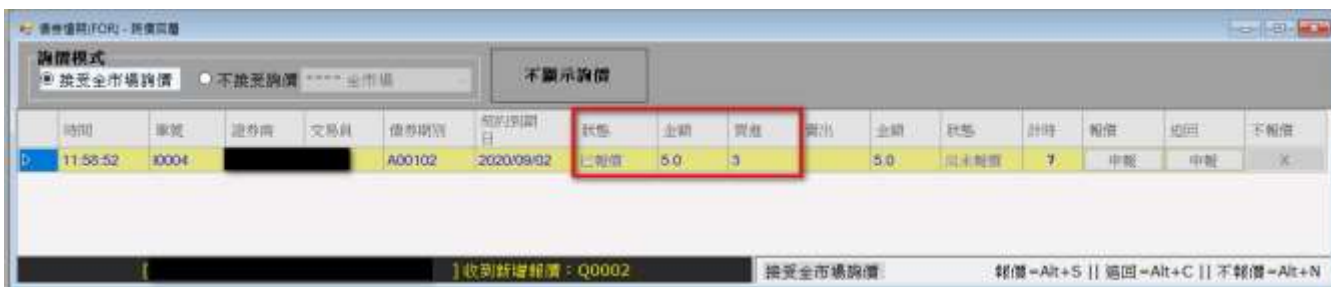 債券遠期(FOR) - 詢價回覆
詢價模式
接受全市場詢價 不接受詢價 **** 全市場
不顯示詢價
時間 單號 證券商 交易員 債券期別 契約到期日 狀態 金額 買進 賣出 金額 狀態 計時 報價 追回 不報價
11:58:52 I0004 A00102 2020/09/02 已報價 5.0 3 5.0 尚未報價 7 申報 申報 X
[ ] 收到新增報價：Q0002 接受全市場詢價 報價=Alt+S || 追回=Alt+C || 不報價=Alt+N